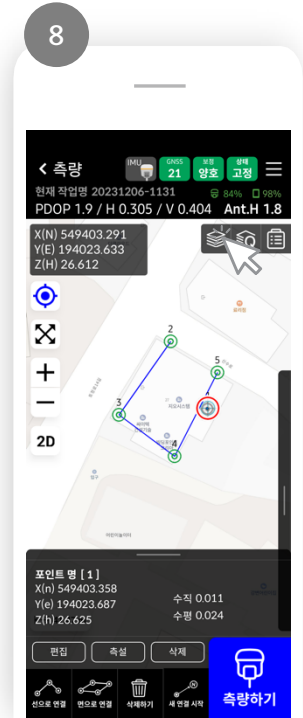 8
측량
IMU
GNSS
21
보정
양호
상태
고정
현재 작업명 20231206-1131
84%
98%
PDOP 1.9 / H 0.305 / V 0.404
Ant.H 1.8
X(N) 549403.291
Y(E) 194023.633
Z(H) 26.612
2
5
3
4
2D
포인트 명 [ 1 ]
X(n) 549403.358
Y(e) 194023.687
Z(h) 26.625
수직 0.011
수평 0.024
편집
측설
삭제
선으로 연결
면으로 연결
삭제하기
새 연결 시작
측량하기